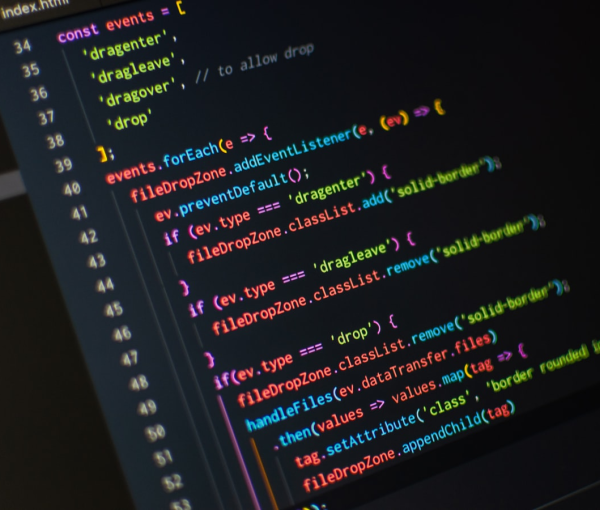 index.html
34 const events = [
35 'dragenter',
36 'dragleave',
37 'dragover', // to allow drop
38 'drop'
39 ];
40 events.forEach(e => {
41 fileDropZone.addEventListener(e, (ev) => {
42 ev.preventDefault();
43 if (ev.type === 'dragenter') {
44 fileDropZone.classList.add('solid-border');
45 }
46 if (ev.type === 'dragleave') {
47 fileDropZone.classList.remove('solid-border');
48 }
49 if(ev.type === 'drop') {
50 fileDropZone.classList.remove('solid-border');
51 handleFiles(ev.dataTransfer.files)
52 .then(values => values.map(tag => {
53 tag.setAttribute('class', 'border rounded
fileDropZone.appendChild(tag)